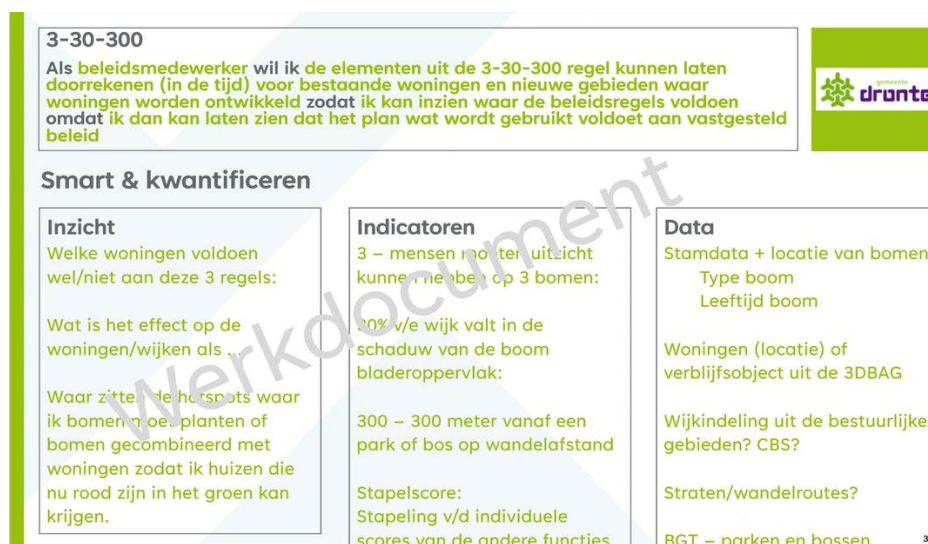 3-30-300
Als beleidsmedewerker wil ik de elementen uit de 3-30-300 regel kunnen laten
doorrekenen (in de tijd) voor bestaande woningen en nieuwe gebieden waar
woningen worden ontwikkeld zodat ik kan inzien waar de beleidsregels voldoen
omdat ik dan kan laten zien dat het plan wat wordt gebruikt voldoet aan vastgesteld
beleid
gemeente
dronte
Smart & kwantificeren
Inzicht
Welke woningen voldoen
wel/niet aan deze 3 regels:
Wat is het effect op de
woningen/wijken als ...
Waar zitten de hotspots waar
ik bomen moet planten of
bomen gecombineerd met
woningen zodat ik huizen die
nu rood zijn in het groen kan
krijgen.
Indicatoren
3 – mensen moeten uitzicht
kunnen hebben op 3 bomen:
30% v/e wijk valt in de
schaduw van de boom
bladeroppervlak:
300 – 300 meter vanaf een
park of bos op wandelafstand
Stapelscore:
Stapeling v/d individuele
scores van de andere functies
Data
Stamdata + locatie van bomen
Type boom
Leeftijd boom
Woningen (locatie) of
verblijfsobject uit de 3DBAG
Wijkindeling uit de bestuurlijke
gebieden? CBS?
Straten/wandelroutes?
BGT – parken en bossen
3
Werkdocument